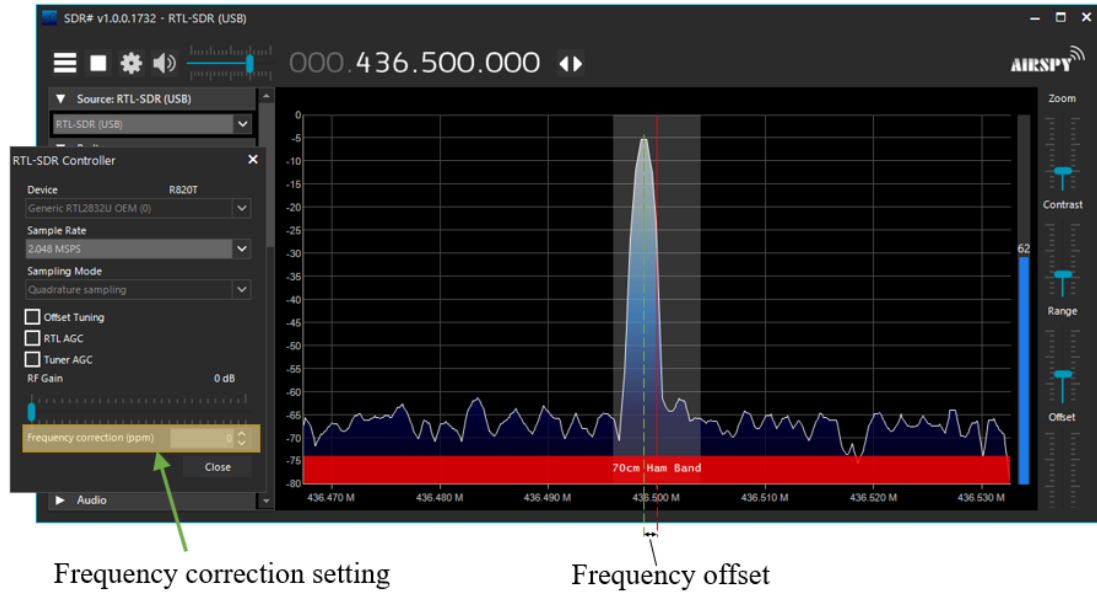 SDR# v1.0.0.1732 - RTL-SDR (USB)
000.436.500.000
AIRSPY
Source: RTL-SDR (USB)
RTL-SDR (USB)
RTL-SDR Controller
Device R820T
Generic RTL2832U OEM (0)
Sample Rate
2.048 MSPS
Sampling Mode
Quadrature sampling
Offset Tuning
RTL AGC
Tuner AGC
RF Gain 0 dB
Frequency correction (ppm) 0
Close
Audio
0
-5
-10
-15
-20
-25
-30
-35
-40
-45
-50
-55
-60
-65
-70
-75
-80
70cm Ham Band
436.470 M 436.480 M 436.490 M 436.500 M 436.510 M 436.520 M 436.530 M
62
Zoom
Contrast
Range
Offset
Frequency correction setting
Frequency offset